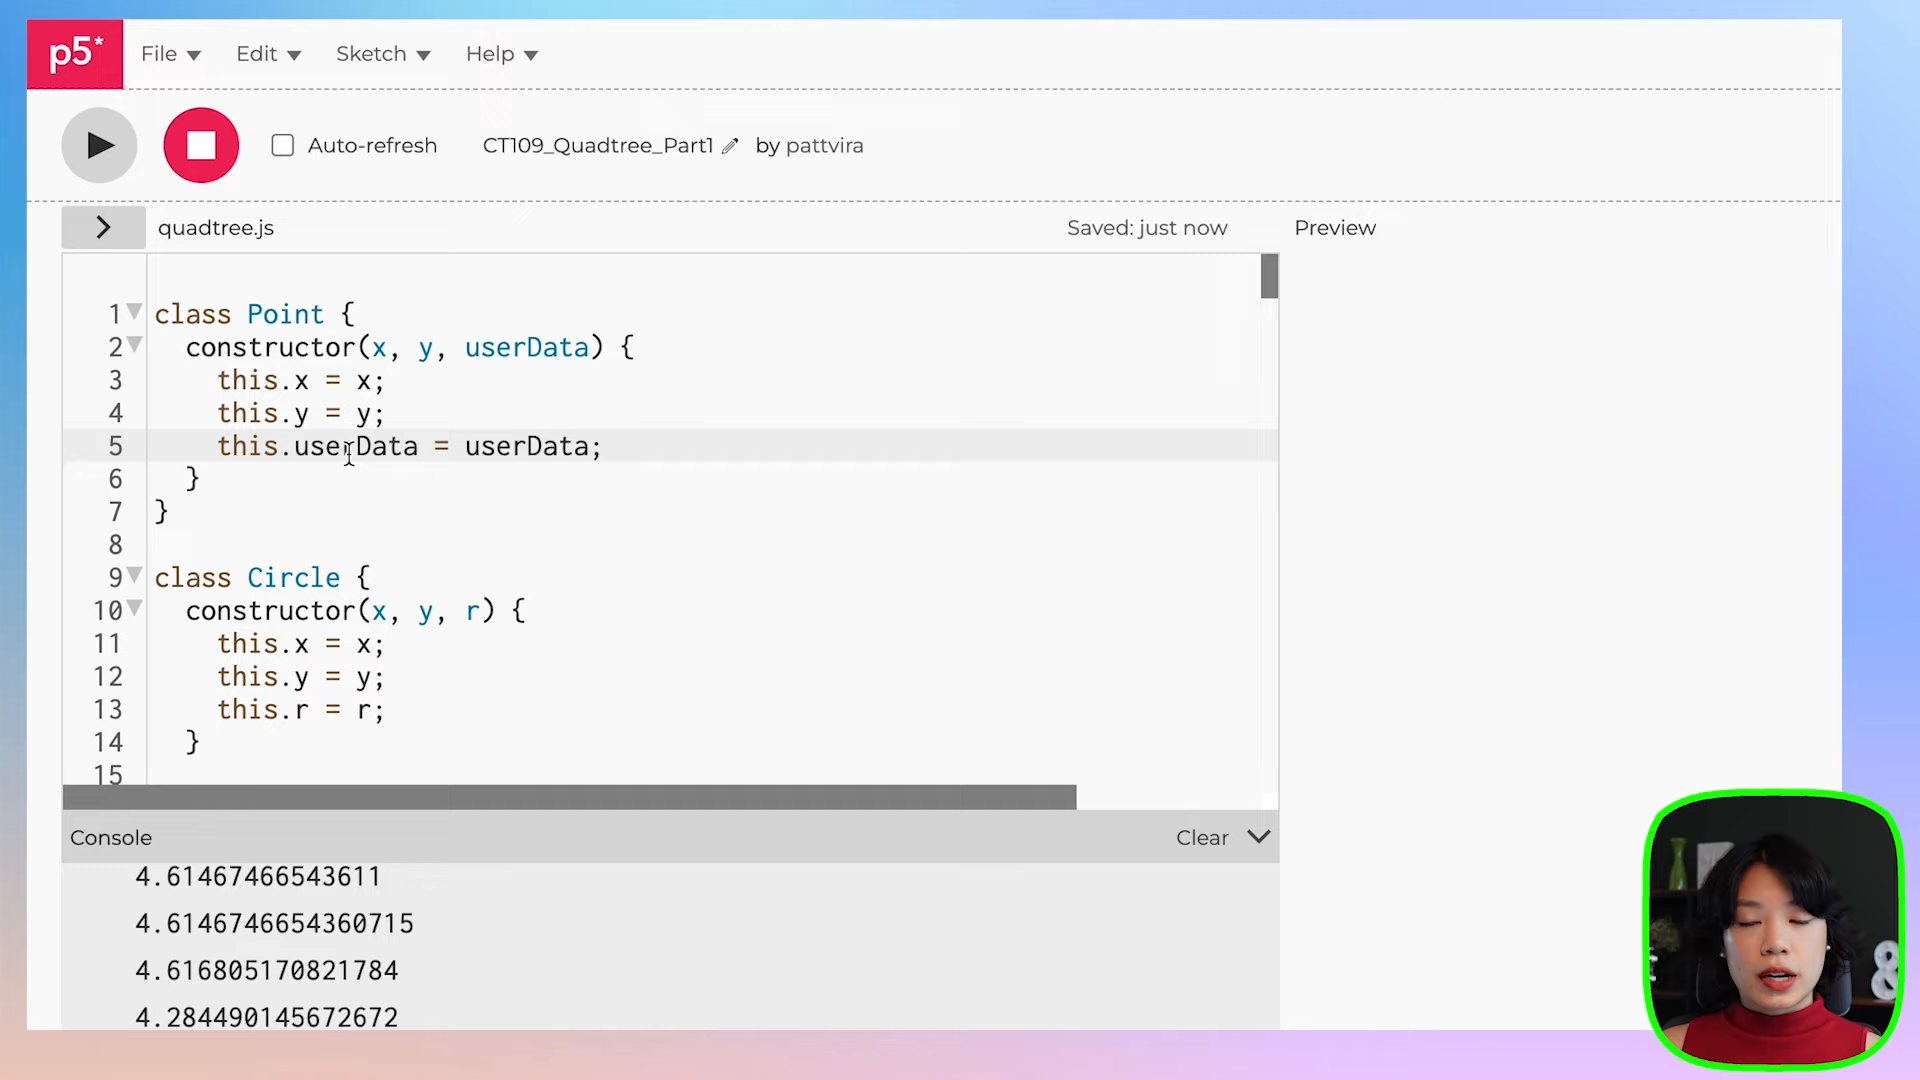 p5* File Edit Sketch Help
Auto-refresh CT109_Quadtree_Part1 by pattvira
quadtree.js Saved: just now Preview
1 class Point {
2 constructor(x, y, userData) {
3 this.x = x;
4 this.y = y;
5 this.userData = userData;
6 }
7 }
8
9 class Circle {
10 constructor(x, y, r) {
11 this.x = x;
12 this.y = y;
13 this.r = r;
14 }
15
Console Clear
4.61467466543611
4.6146746654360715
4.616805170821784
4.284490145672672
&